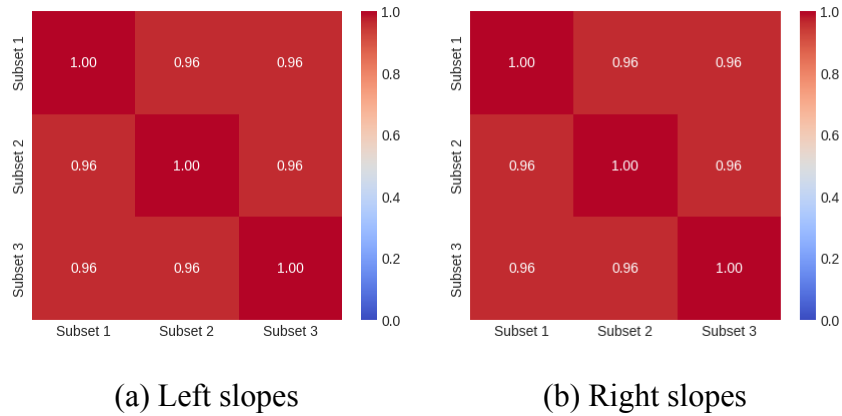 Subset 1
1.00 0.96 0.96
Subset 2
0.96 1.00 0.96
Subset 3
0.96 0.96 1.00
Subset 1 Subset 2 Subset 3
1.0
0.8
0.6
0.4
0.2
0.0
(a) Left slopes
Subset 1
1.00 0.96 0.96
Subset 2
0.96 1.00 0.96
Subset 3
0.96 0.96 1.00
Subset 1 Subset 2 Subset 3
1.0
0.8
0.6
0.4
0.2
0.0
(b) Right slopes